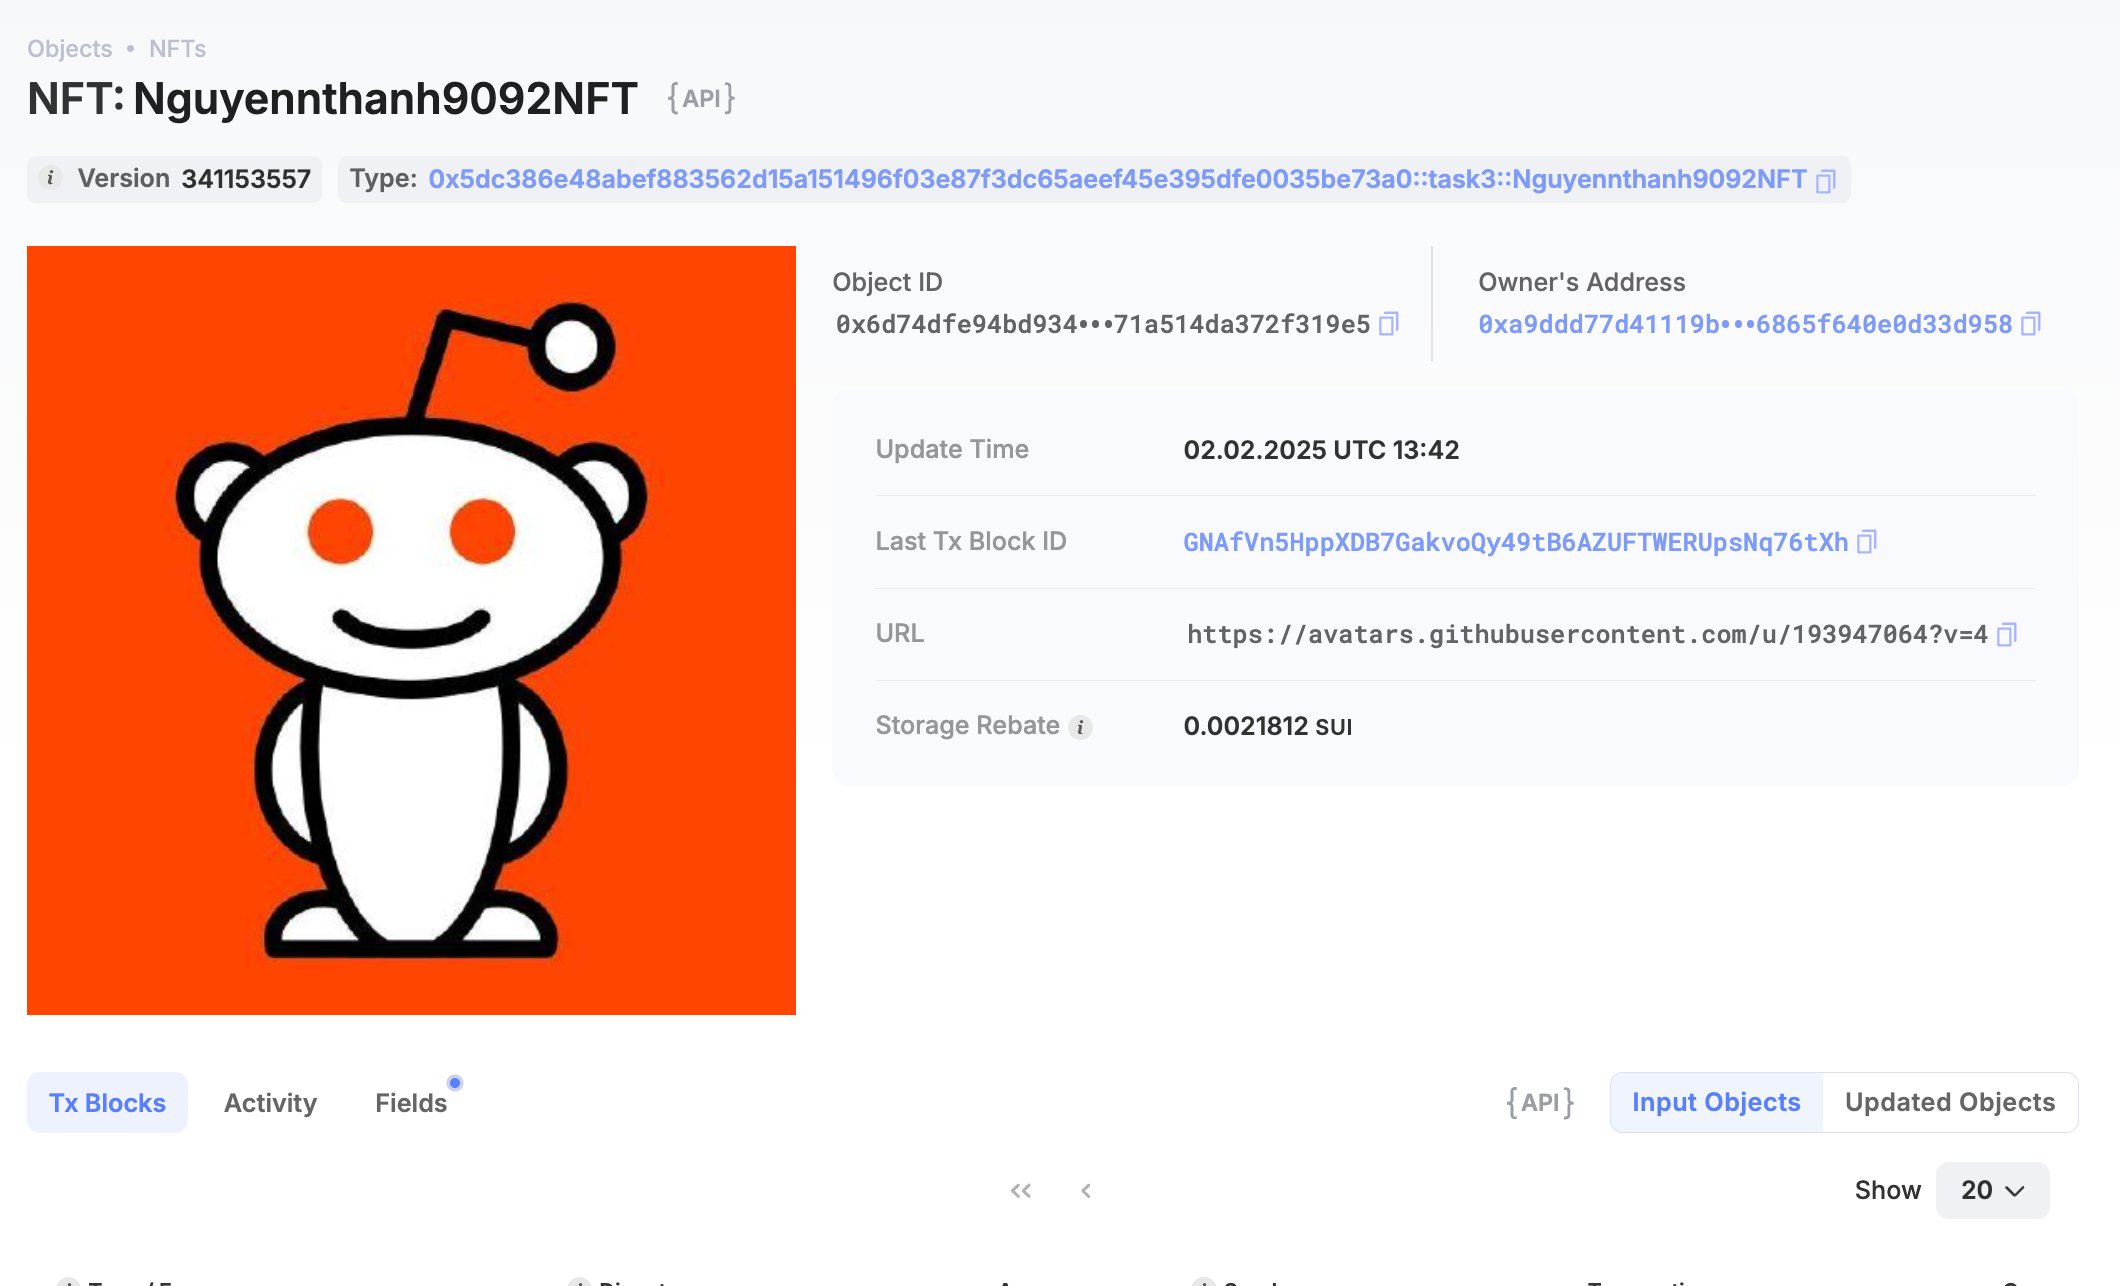 Objects • NFTs
NFT: Nguyennthanh9092NFT {API}
i Version 341153557 Type: 0x5dc386e48abef883562d15a151496f03e87f3dc65aeef45e395dfe0035be73a0::task3::Nguyennthanh9092NFT
Object ID
0x6d74dfe94bd934•••71a514da372f319e5
Owner's Address
0xa9ddd77d41119b•••6865f640e0d33d958
Update Time 02.02.2025 UTC 13:42
Last Tx Block ID GNAfVn5HppXDB7GakvoQy49tB6AZUFTWERUpsNq76tXh
URL https://avatars.githubusercontent.com/u/193947064?v=4
Storage Rebate i 0.0021812 SUI
Tx Blocks Activity Fields {API} Input Objects Updated Objects
Show 20